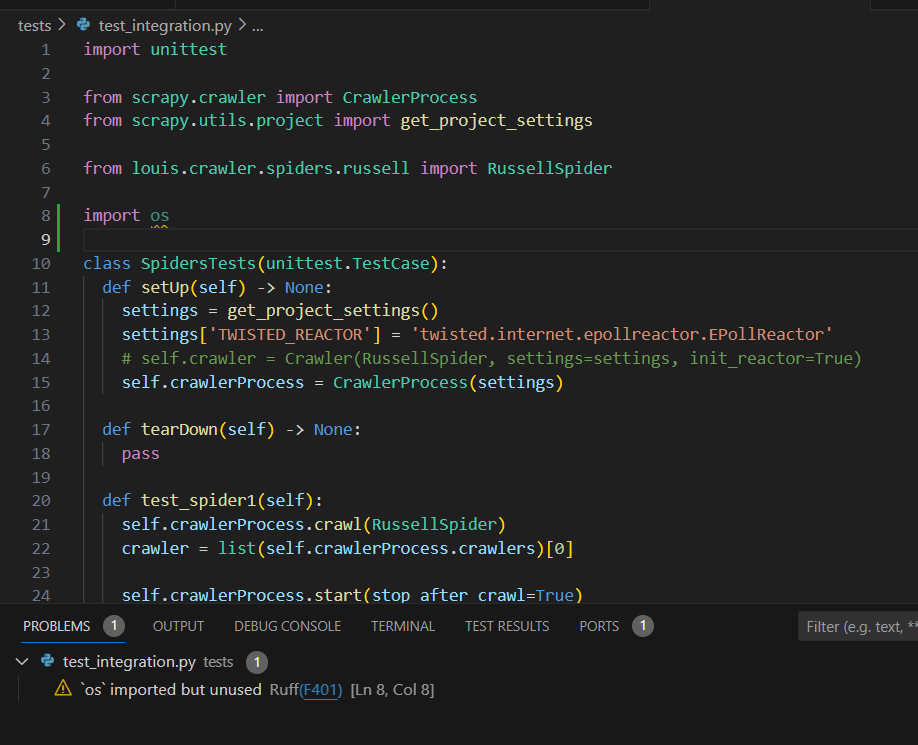 tests > test_integration.py > ...
1 import unittest
2
3 from scrapy.crawler import CrawlerProcess
4 from scrapy.utils.project import get_project_settings
5
6 from louis.crawler.spiders.russell import RussellSpider
7
8 import os
9
10 class SpidersTests(unittest.TestCase):
11 def setUp(self) -> None:
12 settings = get_project_settings()
13 settings['TWISTED_REACTOR'] = 'twisted.internet.epollreactor.EPollReactor'
14 # self.crawler = Crawler(RussellSpider, settings=settings, init_reactor=True)
15 self.crawlerProcess = CrawlerProcess(settings)
16
17 def tearDown(self) -> None:
18 pass
19
20 def test_spider1(self):
21 self.crawlerProcess.crawl(RussellSpider)
22 crawler = list(self.crawlerProcess.crawlers)[0]
23
24 self.crawlerProcess.start(stop_after_crawl=True)
PROBLEMS 1 OUTPUT DEBUG CONSOLE TERMINAL TEST RESULTS PORTS 1 Filter (e.g. text, **
test_integration.py tests 1
`os` imported but unused Ruff(F401) [Ln 8, Col 8]